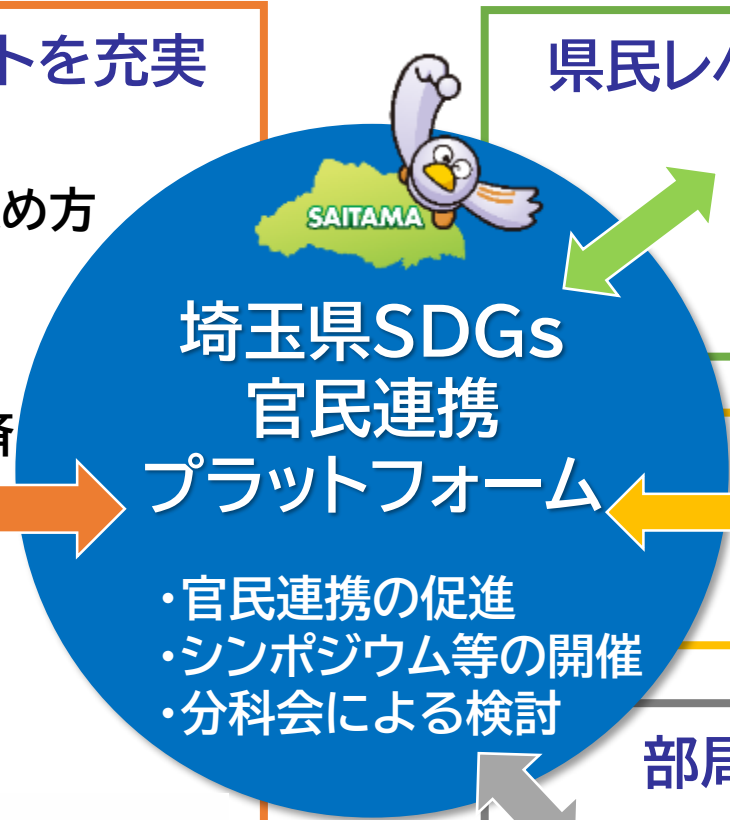 トを充実
県民レベ
め方
SAITAMA
埼玉県SDGs
官民連携
プラットフォーム
・官民連携の促進
・シンポジウム等の開催
・分科会による検討
部局